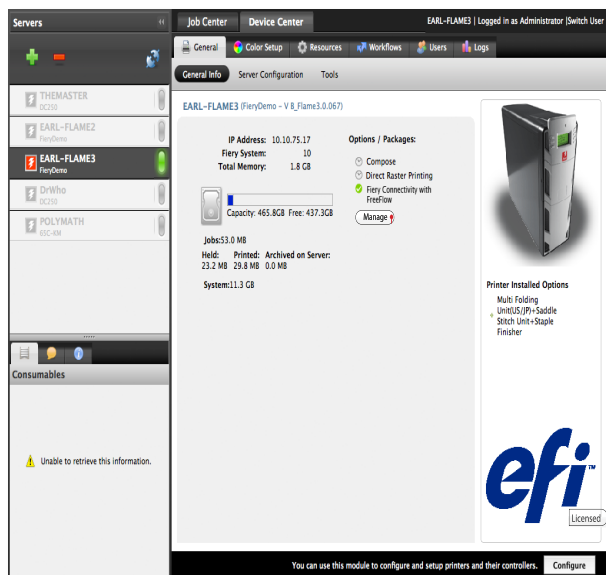 Servers
Job Center
Device Center
EARL-FLAME3 | Logged in as Administrator |Switch User
General
Color Setup
Resources
Workflows
Users
Logs
General Info
Server Configuration
Tools
THEMASTER
DC250
EARL-FLAME2
FieryDemo
EARL-FLAME3
FieryDemo
DrWho
DC250
POLYMATH
65C-KM
EARL-FLAME3 (FieryDemo - V B_Flame3.0.067)
IP Address: 10.10.75.17
Fiery System: 10
Total Memory: 1.8 GB
Capacity: 465.8GB Free: 437.3GB
Jobs:53.0 MB
Held: Printed: Archived on Server:
23.2 MB 29.8 MB 0.0 MB
System:11.3 GB
Options / Packages:
Compose
Direct Raster Printing
Fiery Connectivity with
FreeFlow
Manage
Printer Installed Options
Multi Folding
Unit(US/JP)+Saddle
Stitch Unit+Staple
Finisher
Consumables
Unable to retrieve this information.
efi™
Licensed
You can use this module to configure and setup printers and their controllers.
Configure